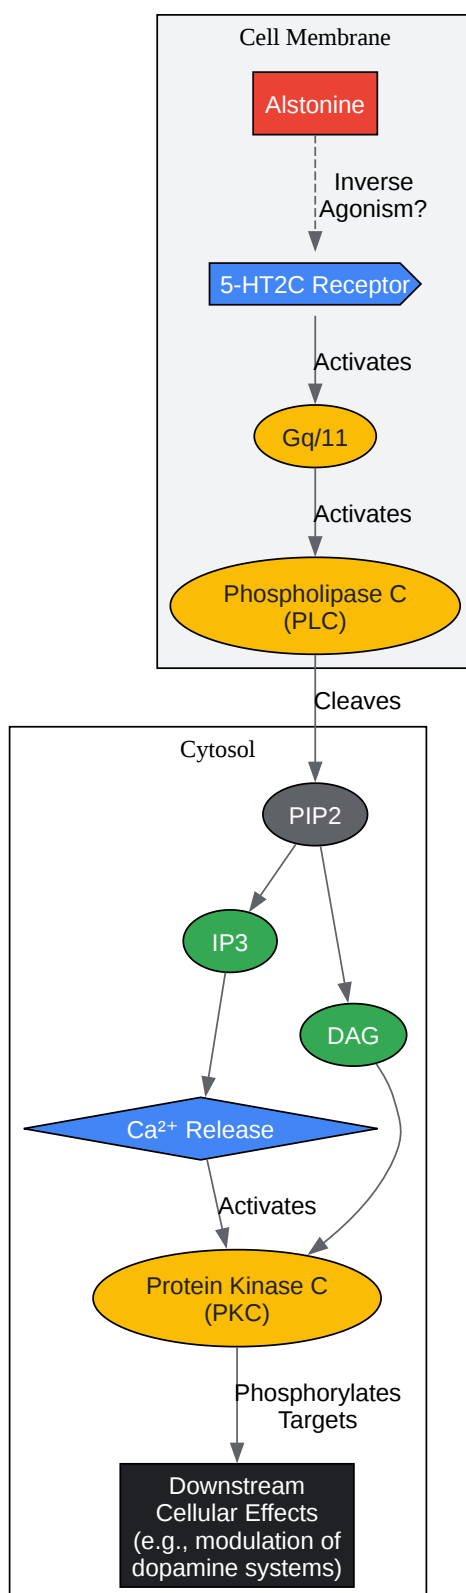 Cell Membrane
Alstonine
Inverse
Agonism?
5-HT2C Receptor
Activates
Gq/11
Activates
Phospholipase C
(PLC)
Cleaves
Cytosol
PIP2
IP3
DAG
Ca²⁺ Release
Activates
Protein Kinase C
(PKC)
Phosphorylates
Targets
Downstream
Cellular Effects
(e.g., modulation of
dopamine systems)